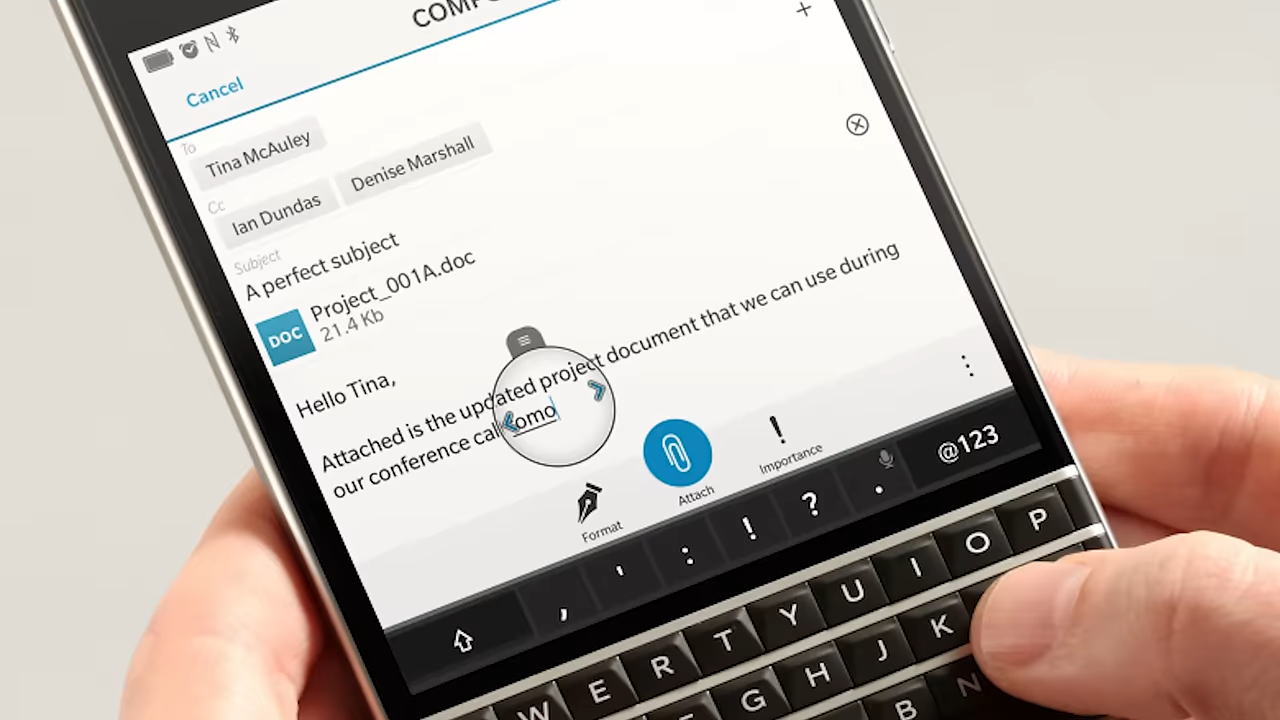 COMPO
Cancel
+
To
Tina McAuley
Cc
Ian Dundas
Denise Marshall
Subject
A perfect subject
DOC
Project_001A.doc
21.4 Kb
Hello Tina,
Attached is the updated project document that we can use during
our conference cal omo
Format
Attach
Importance
, ' : ! ? . @123
W E R T Y U I O P
G H J K
B N